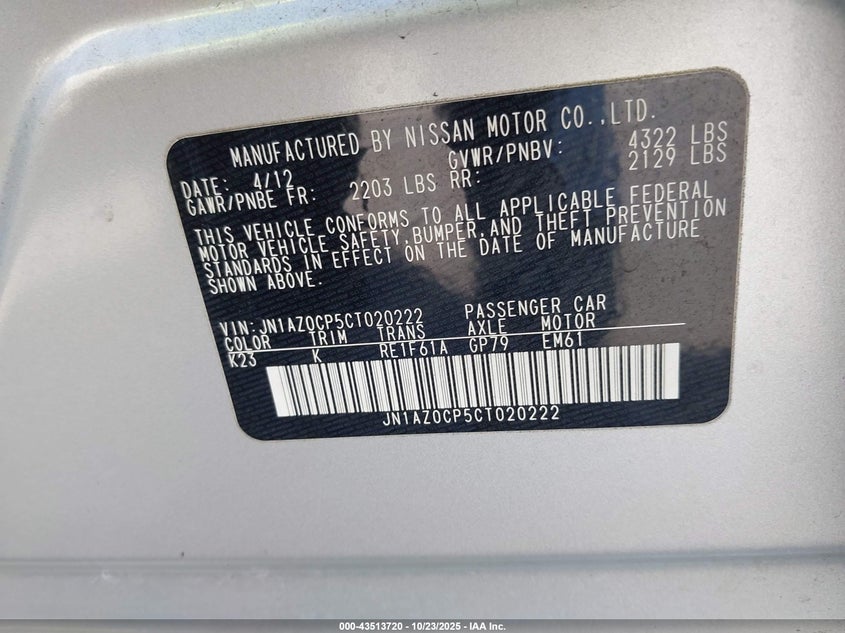 MANUFACTURED BY NISSAN MOTOR CO.,LTD.
DATE: 4/12 GVWR/PNBV: 4322 LBS
GAWR/PNBE FR: 2203 LBS RR: 2129 LBS
THIS VEHICLE CONFORMS TO ALL APPLICABLE FEDERAL
MOTOR VEHICLE SAFETY,BUMPER,AND THEFT PREVENTION
STANDARDS IN EFFECT ON THE DATE OF MANUFACTURE
SHOWN ABOVE.
VIN:JN1AZ0CP5CT020222 PASSENGER CAR
COLOR TRIM TRANS AXLE MOTOR
K23 K RE1F61A GP79 EM61
JN1AZ0CP5CT020222
000-43513720 - 10/23/2025 - IAA Inc.